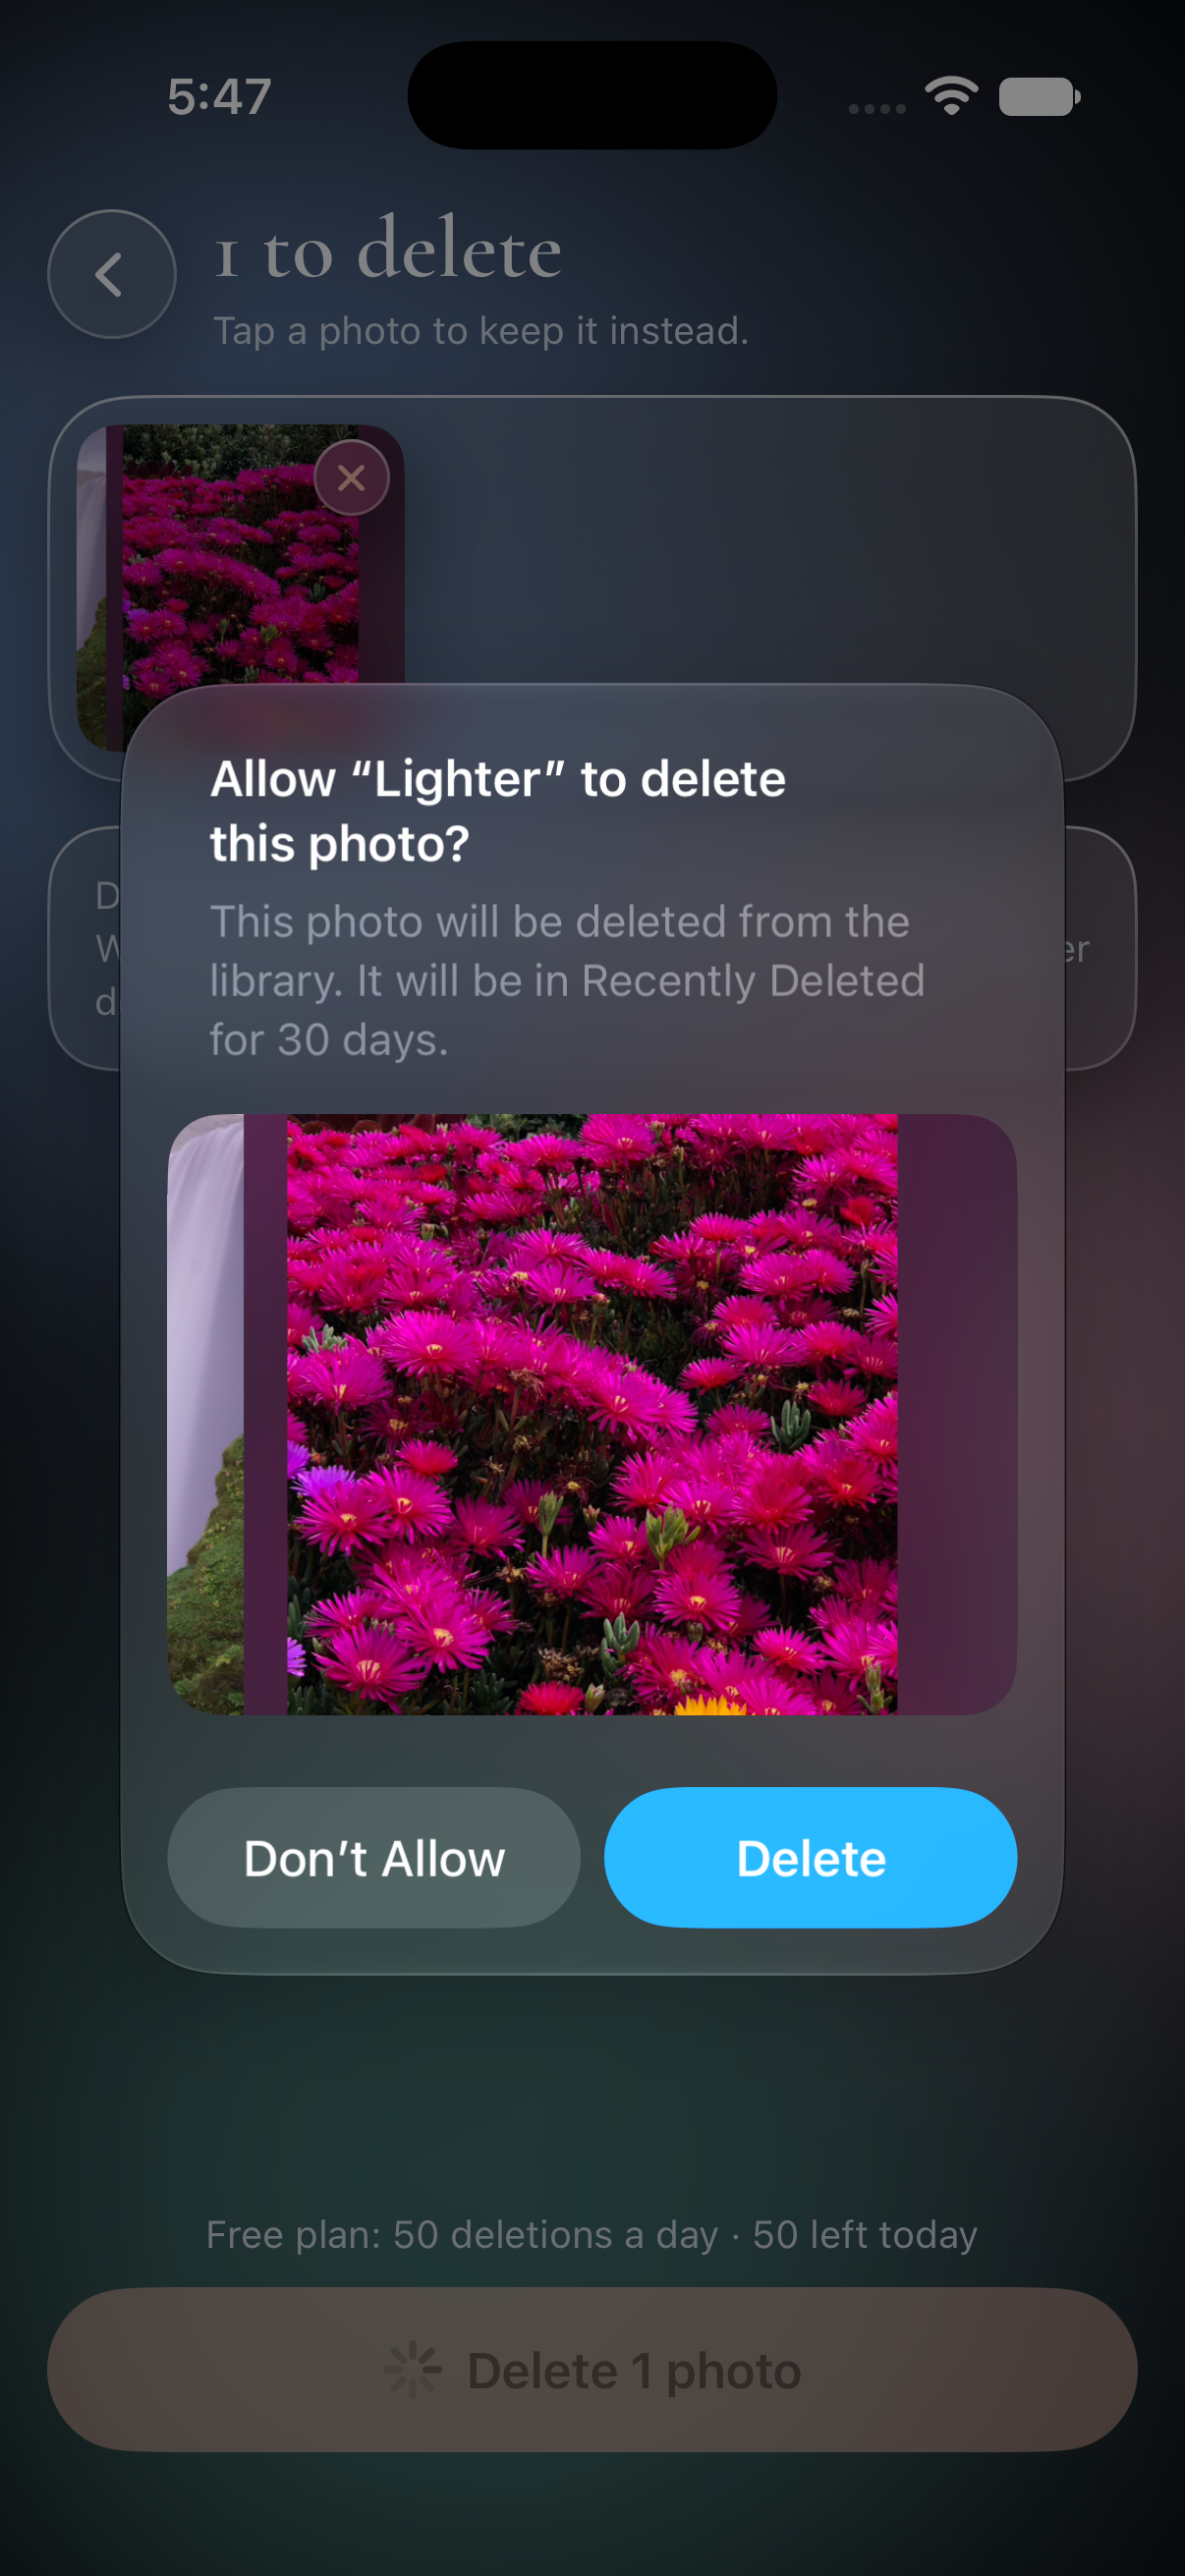 5:47
1 to delete
Tap a photo to keep it instead.
Allow “Lighter” to delete
this photo?
This photo will be deleted from the
library. It will be in Recently Deleted
for 30 days.
Don’t Allow
Delete
Free plan: 50 deletions a day · 50 left today
Delete 1 photo